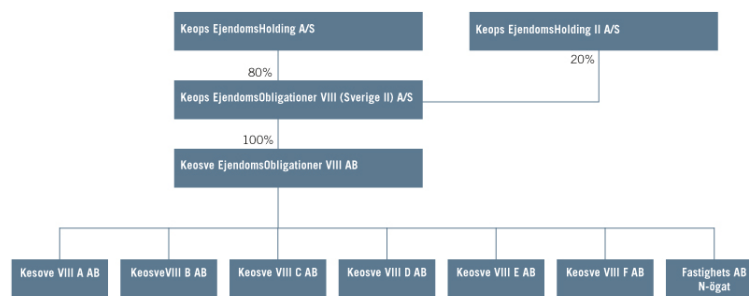 Keops EjendomsHolding A/S
Keops EjendomsHolding II A/S
80%
20%
Keops EjendomsObligationer VIII (Sverige II) A/S
100%
Keosve EjendomsObligationer VIII AB
Kesove VIII A AB
KeosveVIII B AB
Keosve VIII C AB
Keosve VIII D AB
Keosve VIII E AB
Keosve VIII F AB
Fastighets AB
N-ögat